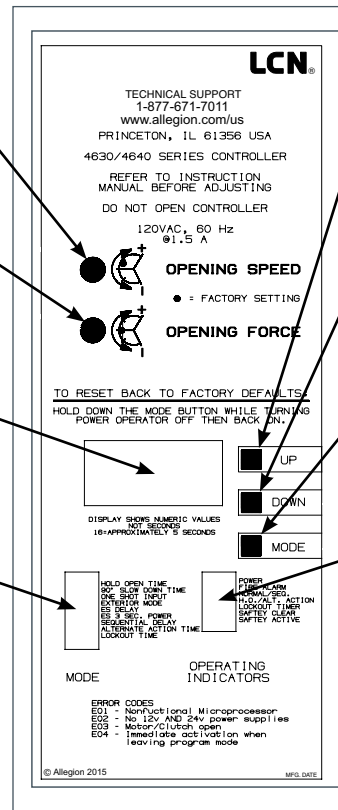 LCN®
TECHNICAL SUPPORT
1-877-671-7011
www.allegion.com/us
PRINCETON, IL 61356 USA
4630/4640 SERIES CONTROLLER
REFER TO INSTRUCTION
MANUAL BEFORE ADJUSTING
DO NOT OPEN CONTROLLER
120VAC, 60 Hz
@1.5 A
+
OPENING SPEED
-
● = FACTORY SETTING
+
OPENING FORCE
-
TO RESET BACK TO FACTORY DEFAULTS:
HOLD DOWN THE MODE BUTTON WHILE TURNING
POWER OPERATOR OFF THEN BACK ON.
UP
DOWN
MODE
DISPLAY SHOWS NUMERIC VALUES
NOT SECONDS
16=APPROXIMATELY 5 SECONDS
HOLD OPEN TIME
90° SLOW DOWN TIME
ONE SHOT INPUT
EXTERIOR MODE
ES DELAY
ES 3 SEC. POWER
SEQUENTIAL DELAY
ALTERNATE ACTION TIME
LOCKOUT TIME
MODE
POWER
FIRE ALARM
NORMAL/SEQ.
H.O./ALT. ACTION
LOCKOUT TIMER
SAFTEY CLEAR
SAFTEY ACTIVE
OPERATING
INDICATORS
ERROR CODES
E01 - Nonfuctional Microprocessor
E02 - No 12v AND 24v power supplies
E03 - Motor/Clutch open
E04 - Immediate activation when
leaving program mode
© Allegion 2015
MFG. DATE